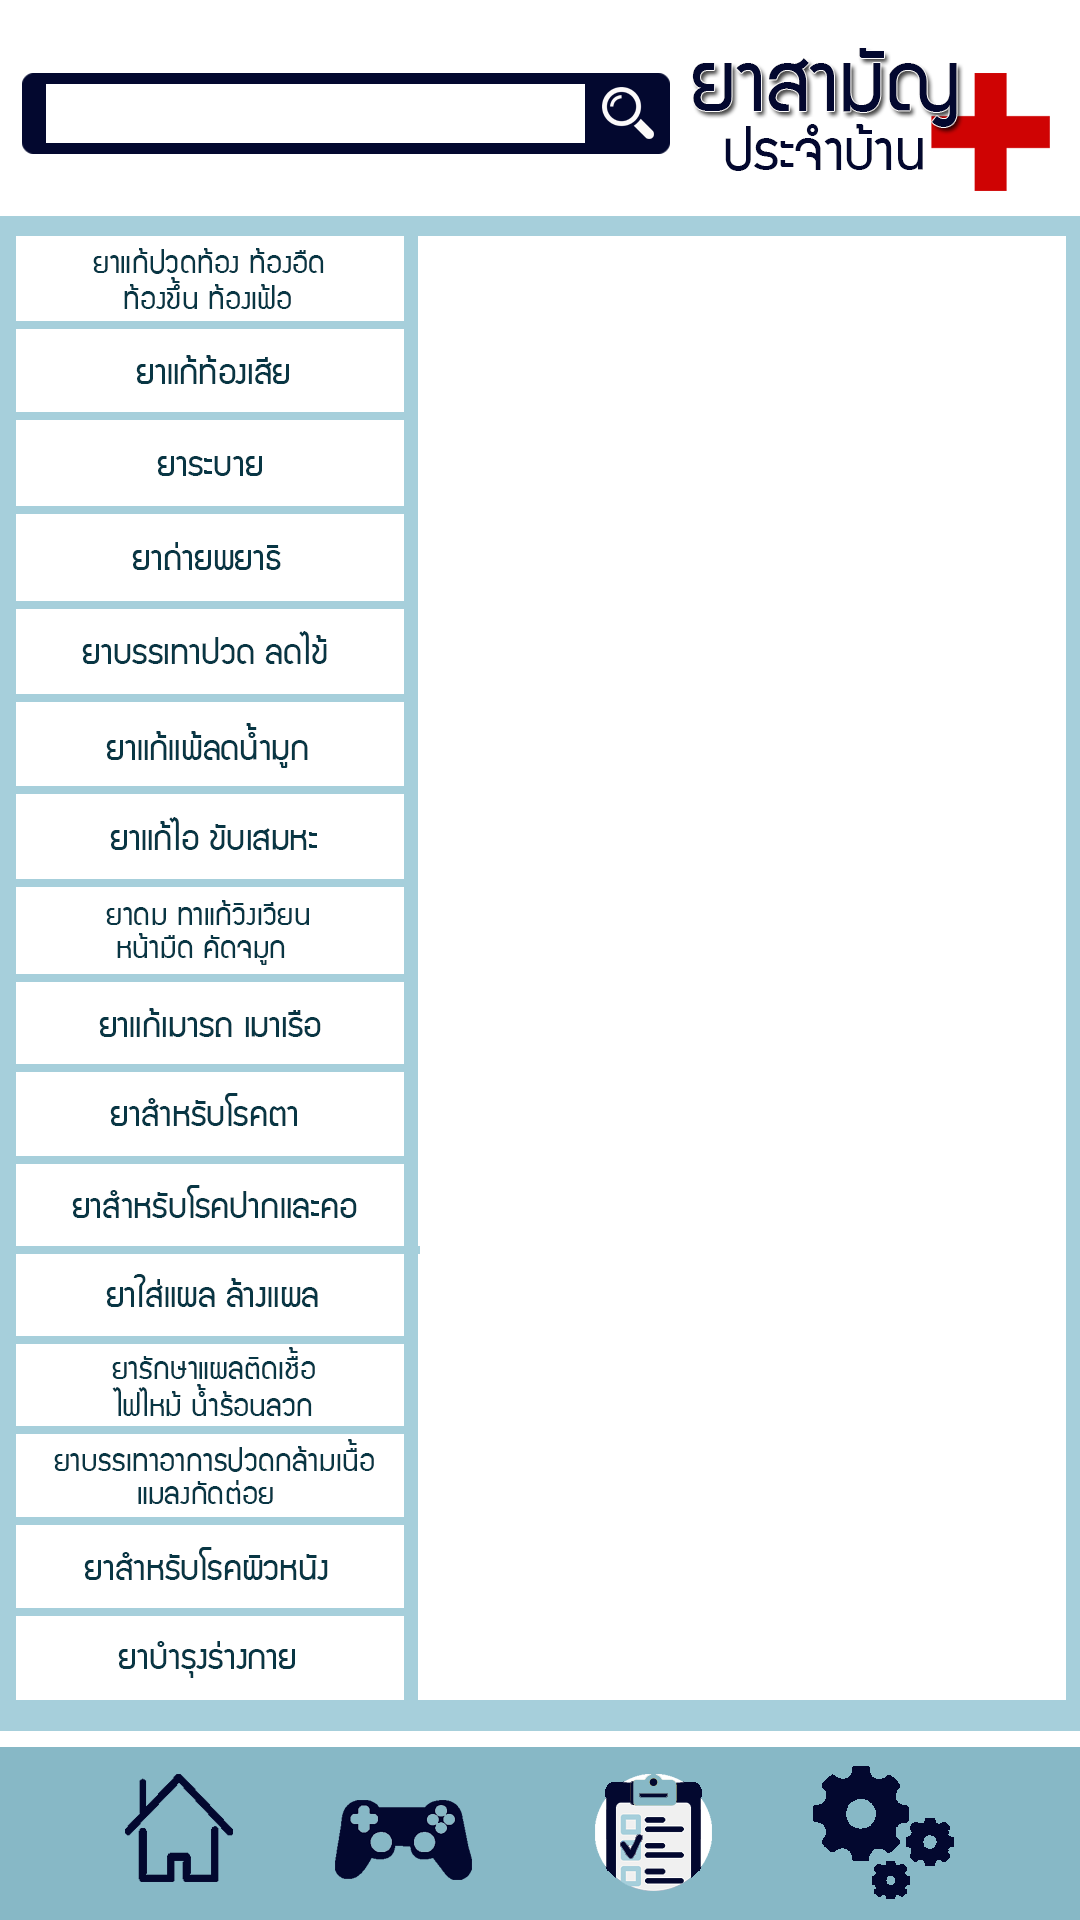 ยาสามัญ
ประจำบ้าน
ยาแก้ปวดท้อง ท้องอืด
ท้องขึ้น ท้องเฟ้อ
ยาแก้ท้องเสีย
ยาระบาย
ยาถ่ายพยาธิ
ยาบรรเทาปวด ลดไข้
ยาแก้แพ้ลดน้ำมูก
ยาแก้ไอ ขับเสมหะ
ยาดม ทาแก้วิงเวียน
หน้ามืด คัดจมูก
ยาแก้เมารถ เมาเรือ
ยาสำหรับโรคตา
ยาสำหรับโรคปากและคอ
ยาใส่แผล ล้างแผล
ยารักษาแผลติดเชื้อ
ไฟไหม้ น้ำร้อนลวก
ยาบรรเทาอาการปวดกล้ามเนื้อ
แมลงกัดต่อย
ยาสำหรับโรคผิวหนัง
ยาบำรุงร่างกาย